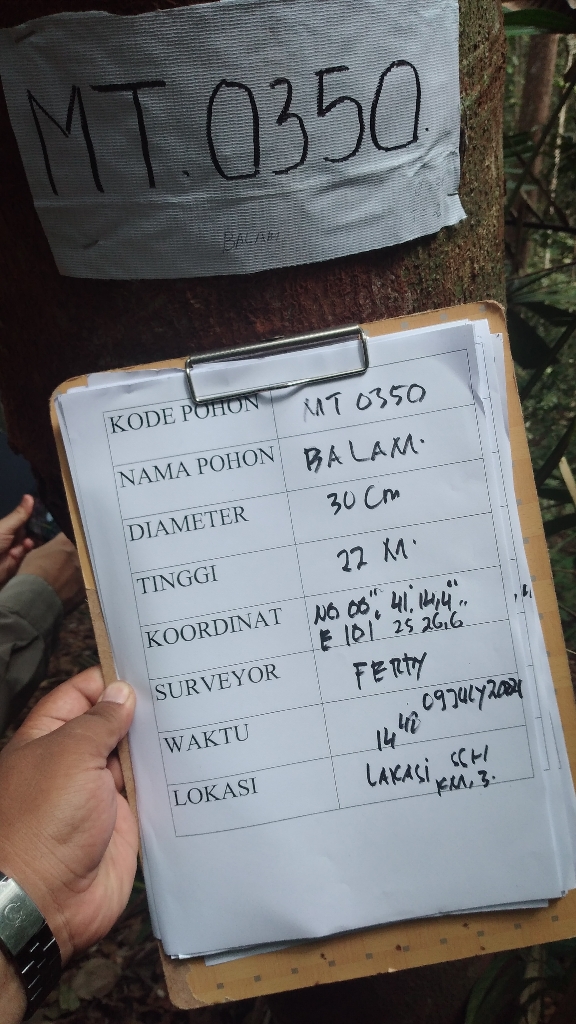 MT.0350.
BALAM
KODE POHON MT 0350
NAMA POHON BALAM.
DIAMETER 30 Cm
TINGGI 22 M.
KOORDINAT N0 00" 41' 14,4"
E 101 25 26,6"
SURVEYOR FERRY
WAKTU 14 40 09 JULY 2024
LOKASI LAKASi SCH
KM, 3.